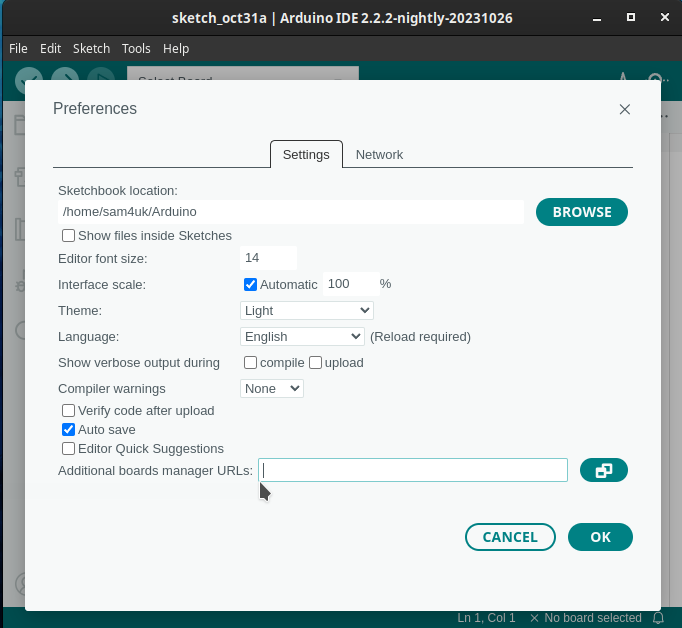 sketch_oct31a | Arduino IDE 2.2.2-nightly-20231026
File Edit Sketch Tools Help
Select Board
Preferences
Settings Network
Sketchbook location:
/home/sam4uk/Arduino BROWSE
Show files inside Sketches
Editor font size: 14
Interface scale: Automatic 100 %
Theme: Light
Language: English (Reload required)
Show verbose output during compile upload
Compiler warnings None
Verify code after upload
Auto save
Editor Quick Suggestions
Additional boards manager URLs:
CANCEL OK
Ln 1, Col 1 No board selected